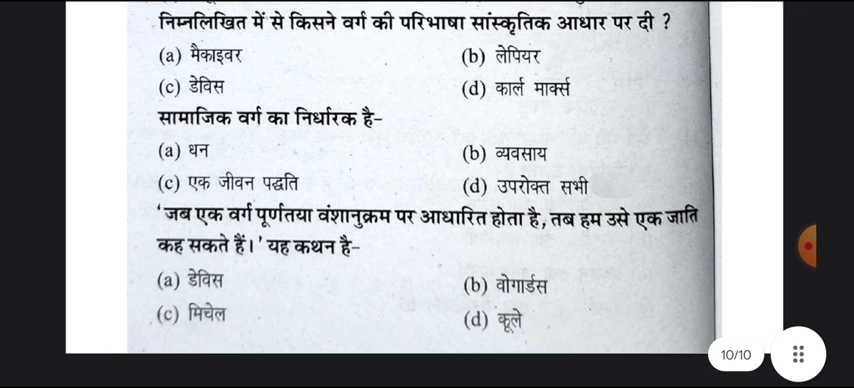 निम्नलिखित में से किसने वर्ग की परिभाषा सांस्कृतिक आधार पर दी ?
(a) मैकाइवर (b) लेपियर
(c) डेविस (d) कार्ल मार्क्स
सामाजिक वर्ग का निर्धारक है-
(a) धन (b) व्यवसाय
(c) एक जीवन पद्धति (d) उपरोक्त सभी
'जब एक वर्ग पूर्णतया वंशानुक्रम पर आधारित होता है, तब हम उसे एक जाति
कह सकते हैं।' यह कथन है-
(a) डेविस (b) वोगार्डस
(c) मिचेल (d) कूले
10/10